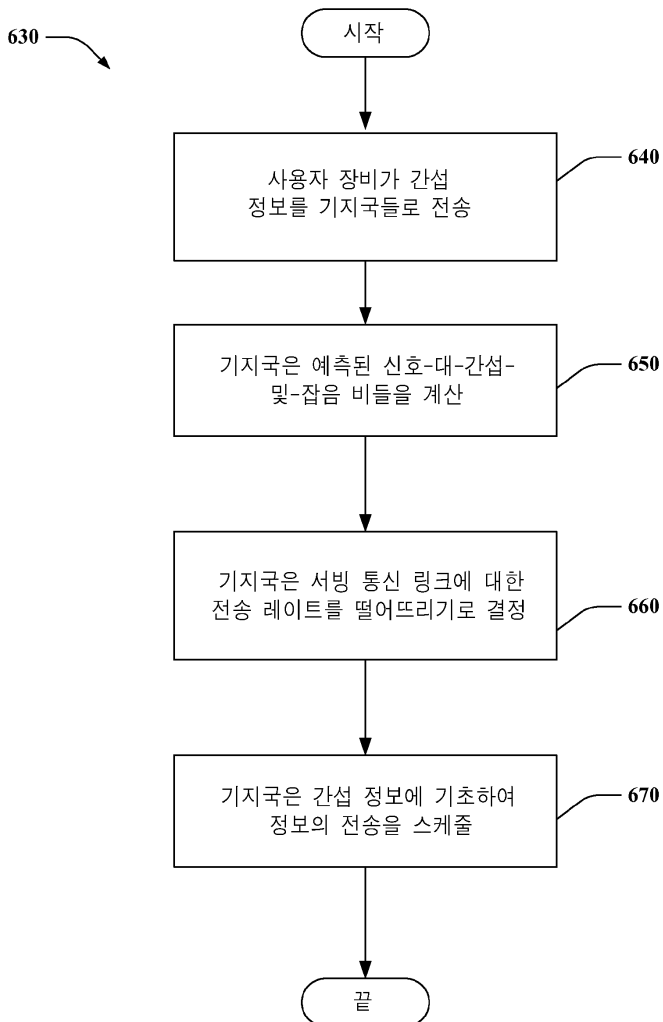 630
시작
640
사용자 장비가 간섭
정보를 기지국들로 전송
650
기지국은 예측된 신호-대-간섭-
및-잡음 비들을 계산
기지국은 서빙 통신 링크에 대한
전송 레이트를 떨어뜨리기로 결정
660
기지국은 간섭 정보에 기초하여
정보의 전송을 스케줄
670
끝